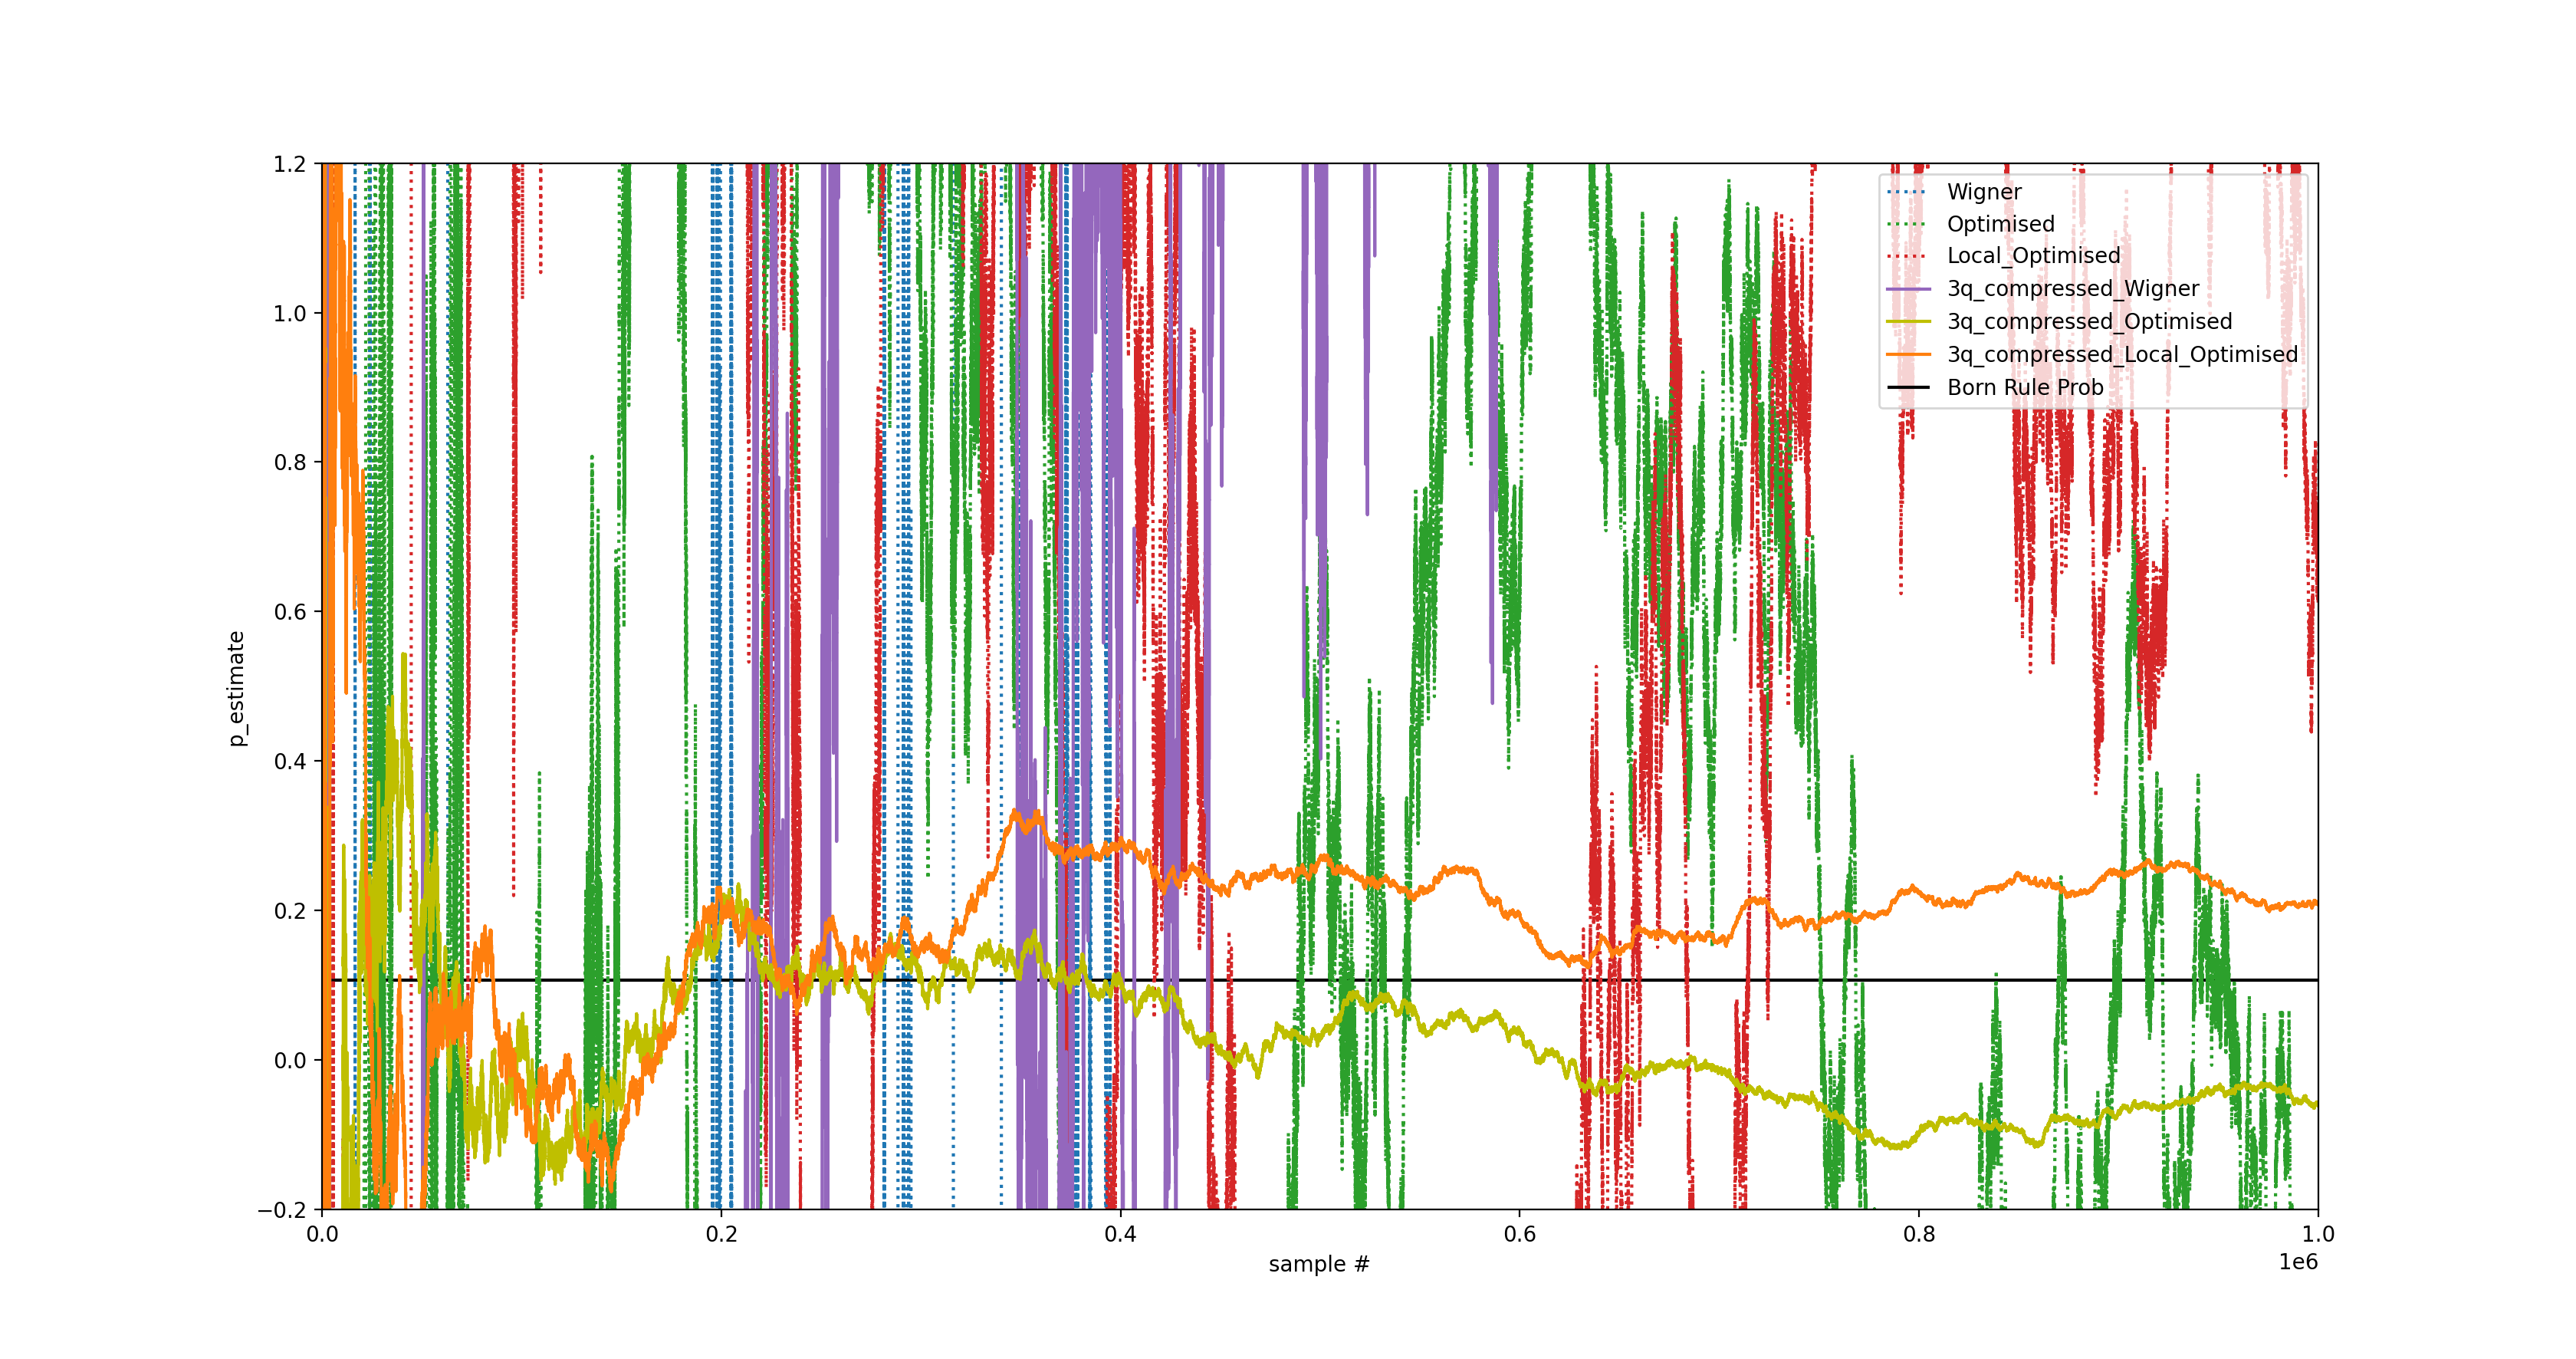 1.2
1.0
0.8
0.6
0.4
0.2
0.0
−0.2
p_estimate
Wigner
Optimised
Local_Optimised
3q_compressed_Wigner
3q_compressed_Optimised
3q_compressed_Local_Optimised
Born Rule Prob
0.0 0.2 0.4 0.6 0.8 1.0
sample #
1e6